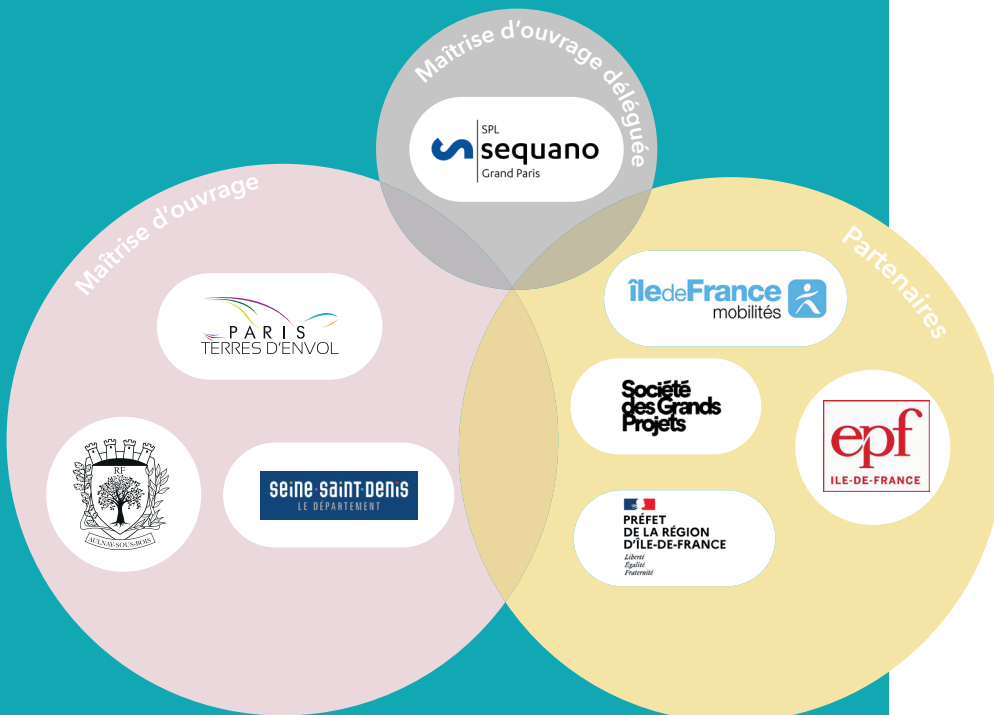 Maîtrise d'ouvrage déléguée
SPL
sequano
Grand Paris
Maîtrise d'ouvrage
PARIS
TERRES D'ENVOL
RF
AULNAY-SOUS-BOIS
seine-saint-denis
LE DÉPARTEMENT
Partenaires
îledeFrance
mobilités
Société
des Grands
Projets
epf
ILE-DE-FRANCE
PRÉFET
DE LA RÉGION
D'ÎLE-DE-FRANCE
Liberté
Égalité
Fraternité